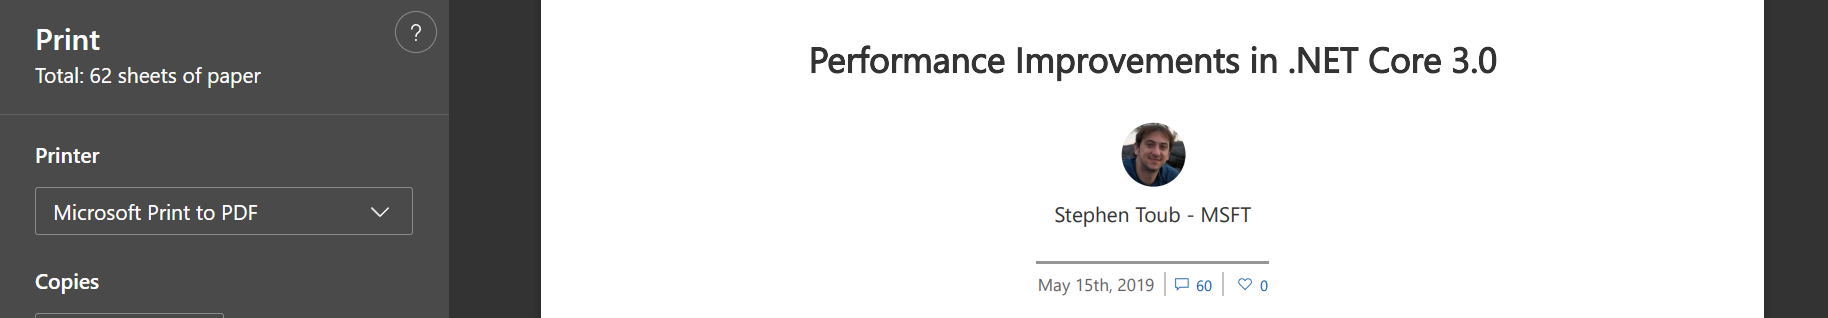 Print
?
Total: 62 sheets of paper
Printer
Microsoft Print to PDF
Copies
Performance Improvements in .NET Core 3.0
Stephen Toub - MSFT
May 15th, 2019
60
0